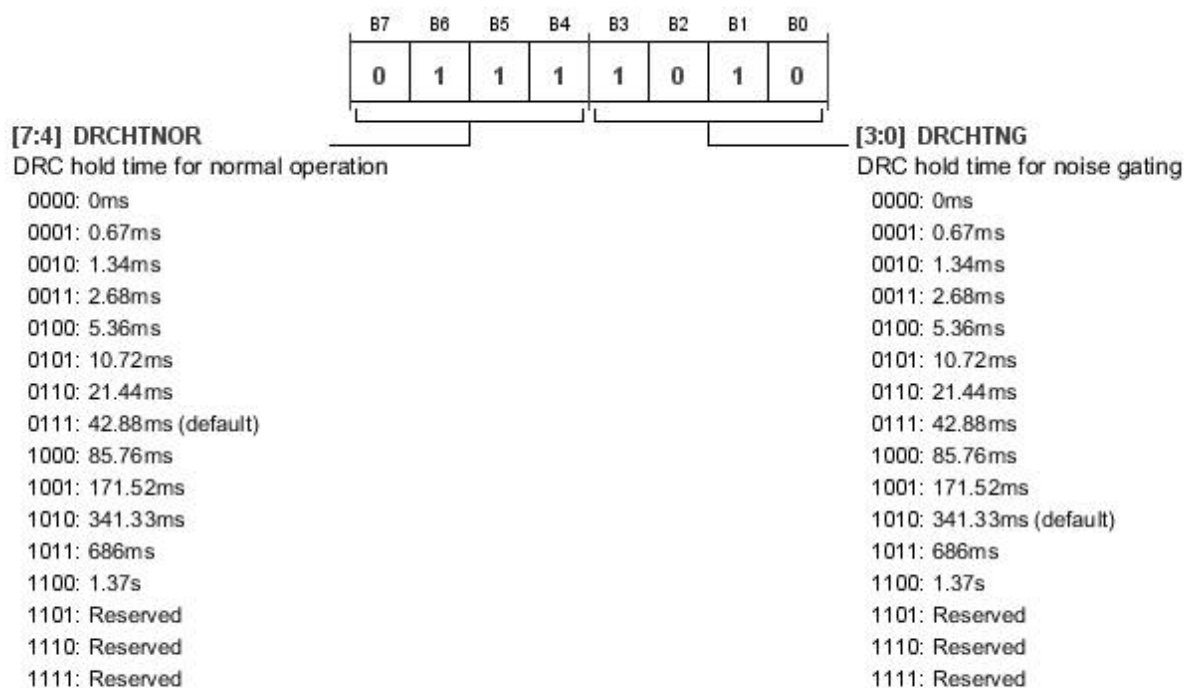 B7 B6 B5 B4 B3 B2 B1 B0
0 1 1 1 1 0 1 0
[7:4] DRCHTNOR
DRC hold time for normal operation
0000: 0ms
0001: 0.67ms
0010: 1.34ms
0011: 2.68ms
0100: 5.36ms
0101: 10.72ms
0110: 21.44ms
0111: 42.88ms (default)
1000: 85.76ms
1001: 171.52ms
1010: 341.33ms
1011: 686ms
1100: 1.37s
1101: Reserved
1110: Reserved
1111: Reserved
[3:0] DRCHTNG
DRC hold time for noise gating
0000: 0ms
0001: 0.67ms
0010: 1.34ms
0011: 2.68ms
0100: 5.36ms
0101: 10.72ms
0110: 21.44ms
0111: 42.88ms
1000: 85.76ms
1001: 171.52ms
1010: 341.33ms (default)
1011: 686ms
1100: 1.37s
1101: Reserved
1110: Reserved
1111: Reserved